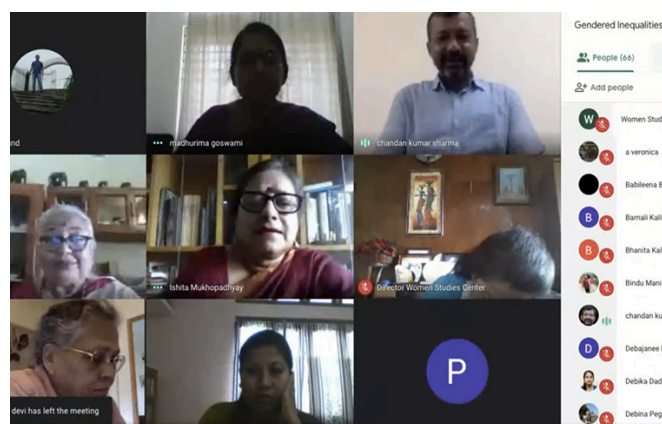 Gendered Inequalities
People (66)
Add people
nd
madhurima goswami
chandan kumar sharma
Ishita Mukhopadhyay
Director Women Studies Center
devi has left the meeting
P
W
Women Stud
a veronica
Babileena B
B
Barnali Kali
B
Bhanita Kal
Bindu Mani
chandan ku
D
Debajanee
Debika Dad
Debina Peg